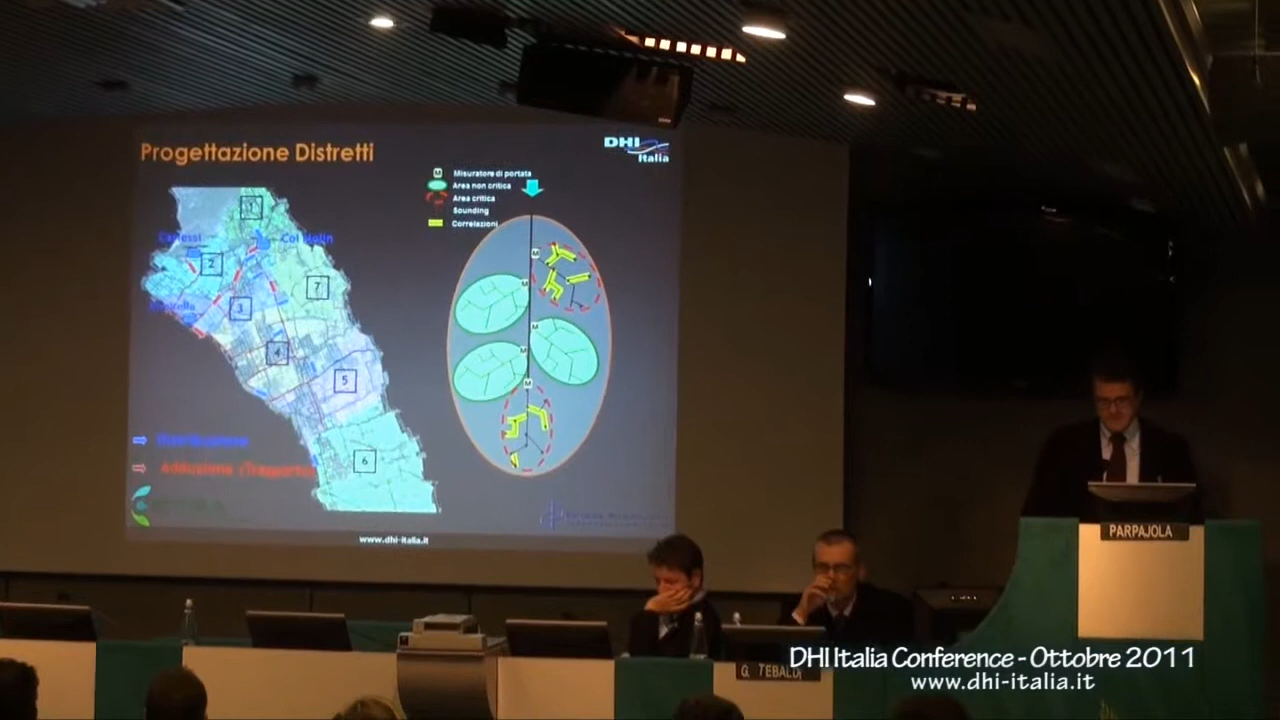 Progettazione Distretti
DHI
Italia
M Misuratore di portata
Area non critica
Area critica
Sounding
Correlazioni
1
Col Nolin
2
7
3
4
5
6
M
M
M
M
M
Distribuzione
Adduzione (Trasporto)
www.dhi-italia.it
PARPAJOLA
G. TEBALDI
DHI Italia Conference - Ottobre 2011
www.dhi-italia.it